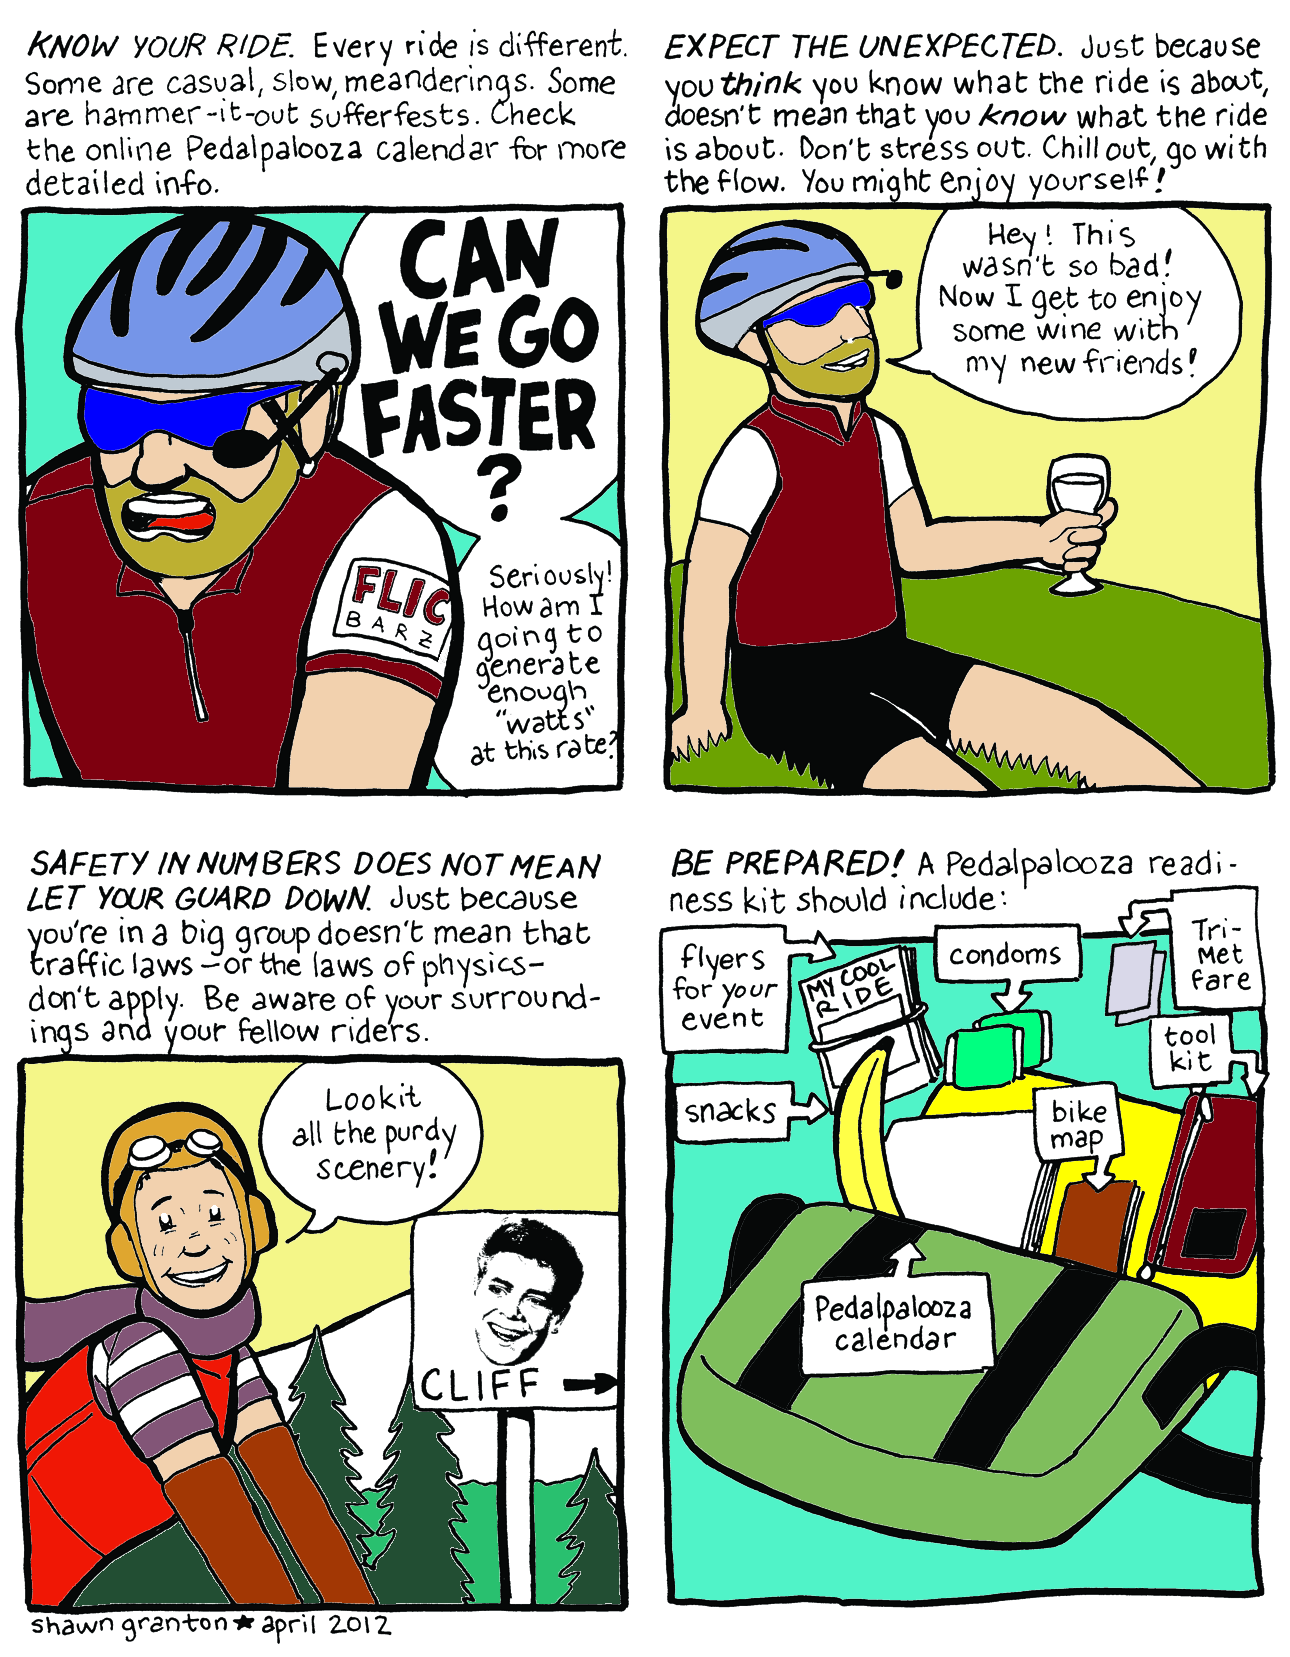 KNOW YOUR RIDE. Every ride is different.
Some are casual, slow, meanderings. Some
are hammer-it-out sufferfests. Check
the online Pedalpalooza calendar for more
detailed info.
CAN
WE GO
FASTER
?
Seriously!
How am I
going to
generate
enough
"watts"
at this rate?
FLIC
BARZ
EXPECT THE UNEXPECTED. Just because
you think you know what the ride is about,
doesn't mean that you know what the ride
is about. Don't stress out. Chill out, go with
the flow. You might enjoy yourself!
Hey! This
wasn't so bad!
Now I get to enjoy
some wine with
my new friends!
SAFETY IN NUMBERS DOES NOT MEAN
LET YOUR GUARD DOWN. Just because
you're in a big group doesn't mean that
traffic laws—or the laws of physics—
don't apply. Be aware of your surround-
ings and your fellow riders.
Lookit
all the purdy
scenery!
CLIFF
shawn granton ★ april 2012
BE PREPARED! A Pedalpalooza readi-
ness kit should include:
flyers
for your
event
MY COOL
RIDE
condoms
Tri-
Met
fare
tool
kit
snacks
bike
map
Pedalpalooza
calendar